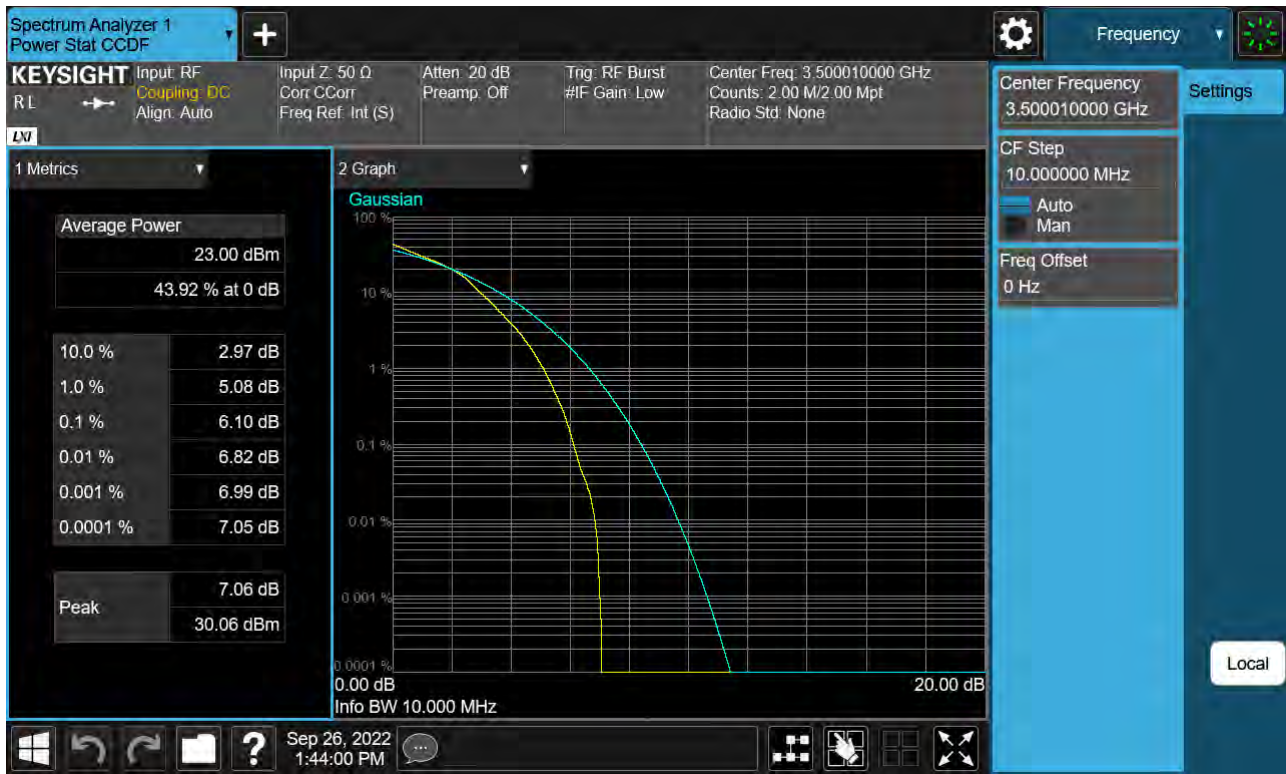 Spectrum Analyzer 1
Power Stat CCDF
Frequency
KEYSIGHT
R L
LXI
Input: RF
Coupling: DC
Align: Auto
Input Z: 50 Ω
Corr CCorr
Freq Ref: Int (S)
Atten: 20 dB
Preamp: Off
Trig: RF Burst
#IF Gain: Low
Center Freq: 3.500010000 GHz
Counts: 2.00 M/2.00 Mpt
Radio Std: None
1 Metrics
Average Power
23.00 dBm
43.92 % at 0 dB
10.0 % 2.97 dB
1.0 % 5.08 dB
0.1 % 6.10 dB
0.01 % 6.82 dB
0.001 % 6.99 dB
0.0001 % 7.05 dB
Peak
7.06 dB
30.06 dBm
2 Graph
Gaussian
100 %
10 %
1 %
0.1 %
0.01 %
0.001 %
0.0001 %
0.00 dB
20.00 dB
Info BW 10.000 MHz
Center Frequency
3.500010000 GHz
CF Step
10.000000 MHz
Auto
Man
Freq Offset
0 Hz
Settings
Local
?
Sep 26, 2022
1:44:00 PM